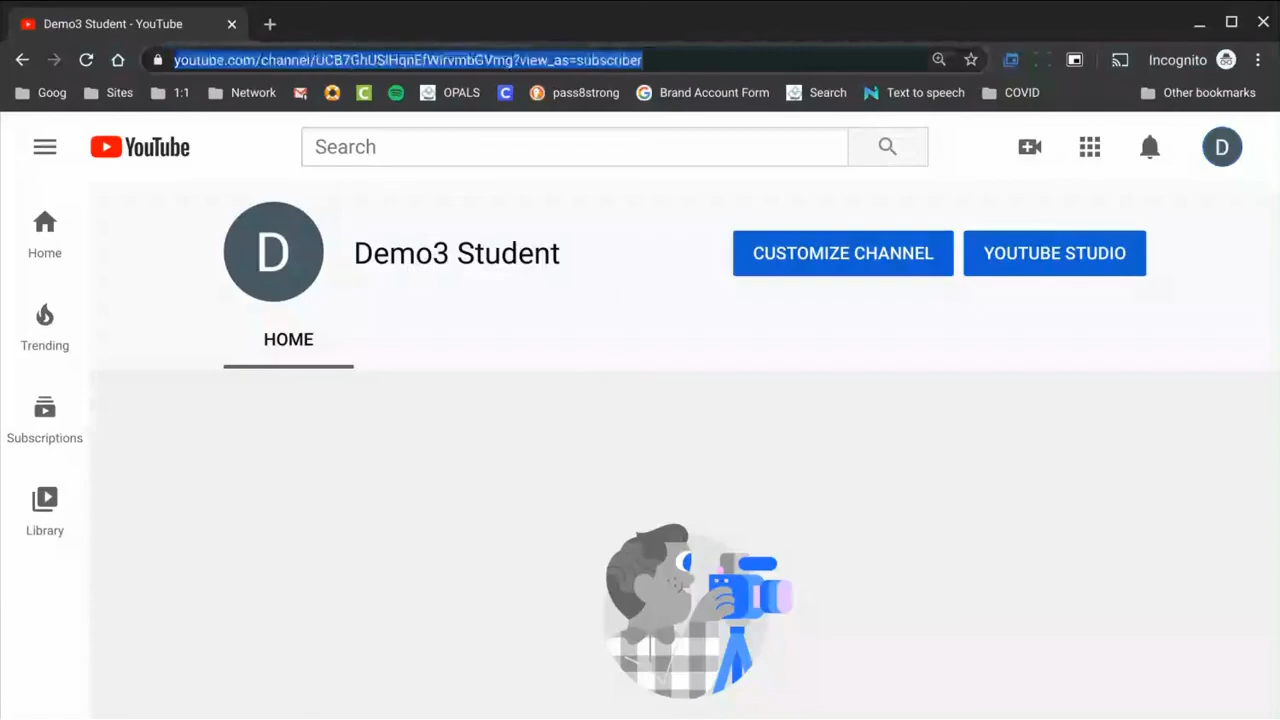 Demo3 Student - YouTube
youtube.com/channel/UCB7GhUSIHqnEfWirvmbGVmg?view_as=subscriber
Incognito
Goog Sites 1:1 Network OPALS pass8strong Brand Account Form Search Text to speech COVID Other bookmarks
YouTube
Search
D
Home
Trending
Subscriptions
Library
D
Demo3 Student
CUSTOMIZE CHANNEL
YOUTUBE STUDIO
HOME